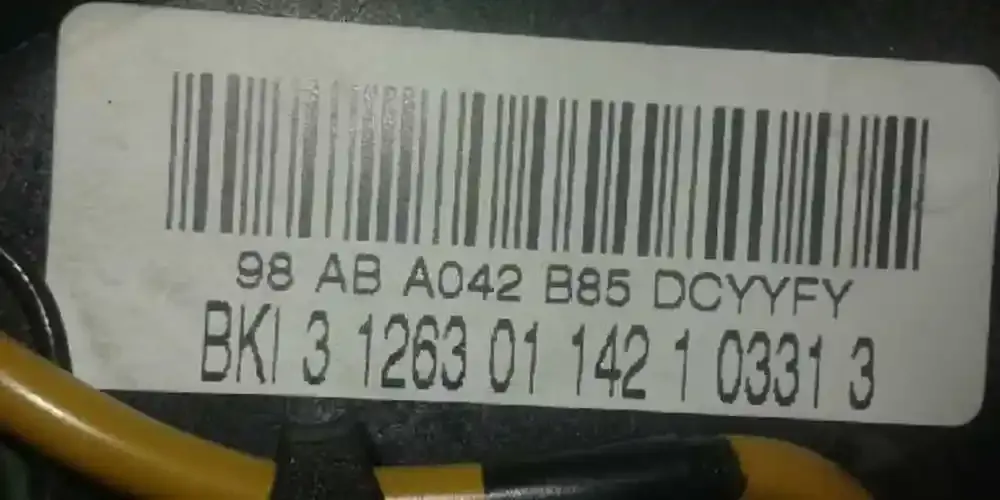 98 AB A042 B85 DCYYFY
BKI 3 1263 01 142 1 0331 3